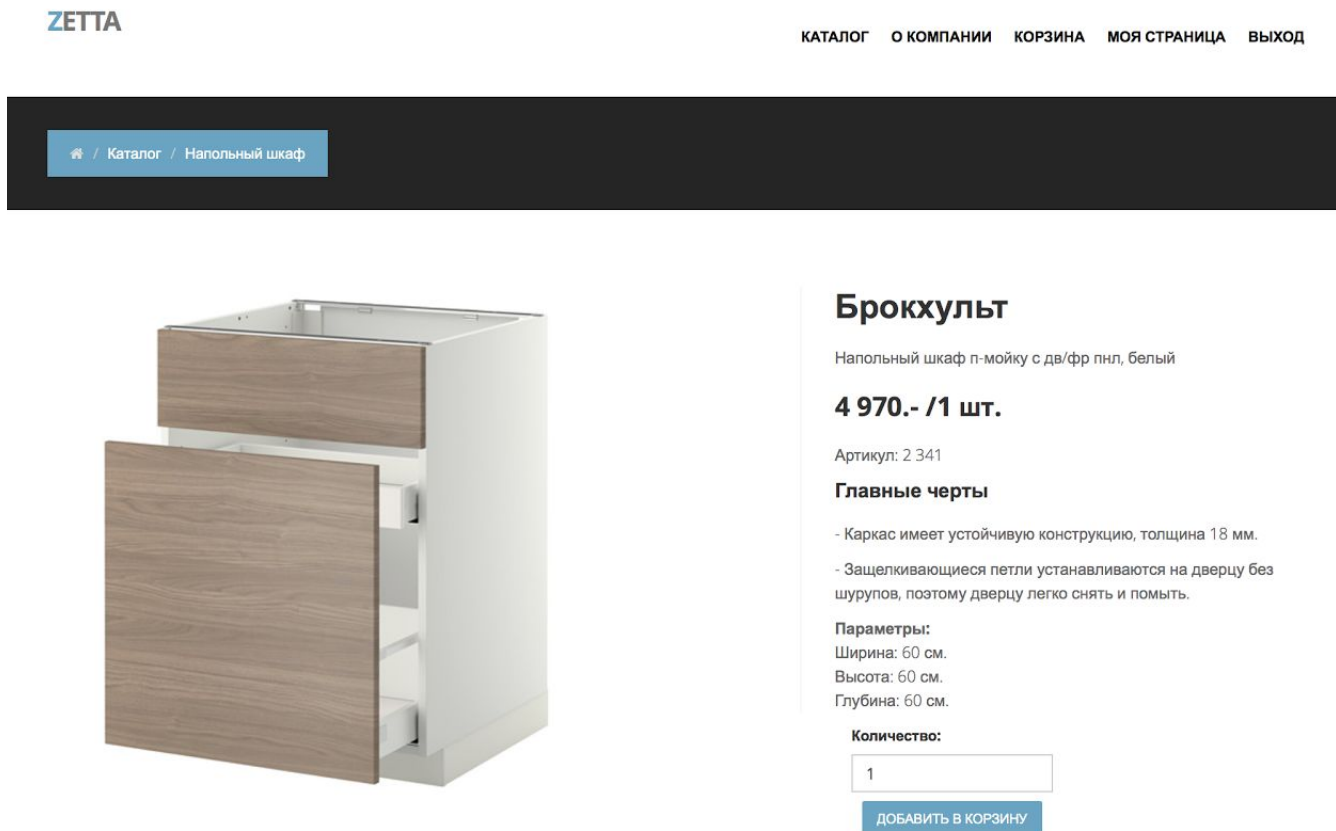 ZETTA
КАТАЛОГ О КОМПАНИИ КОРЗИНА МОЯ СТРАНИЦА ВЫХОД
/ Каталог / Напольный шкаф
Брокхульт
Напольный шкаф п-мойку с дв/фр пнл, белый
4 970.- /1 шт.
Артикул: 2 341
Главные черты
- Каркас имеет устойчивую конструкцию, толщина 18 мм.
- Защелкивающиеся петли устанавливаются на дверцу без
шурупов, поэтому дверцу легко снять и помыть.
Параметры:
Ширина: 60 см.
Высота: 60 см.
Глубина: 60 см.
Количество:
1
ДОБАВИТЬ В КОРЗИНУ